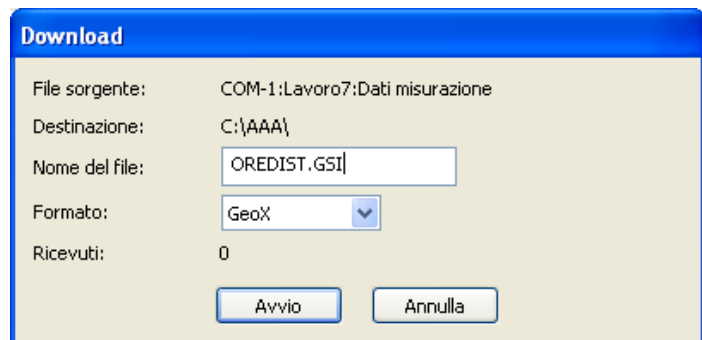 Download
File sorgente: COM-1:Lavoro7:Dati misurazione
Destinazione: C:\AAA\
Nome del file: OREDIST.GSI
Formato: GeoX
Ricevuti: 0
Avvio Annulla